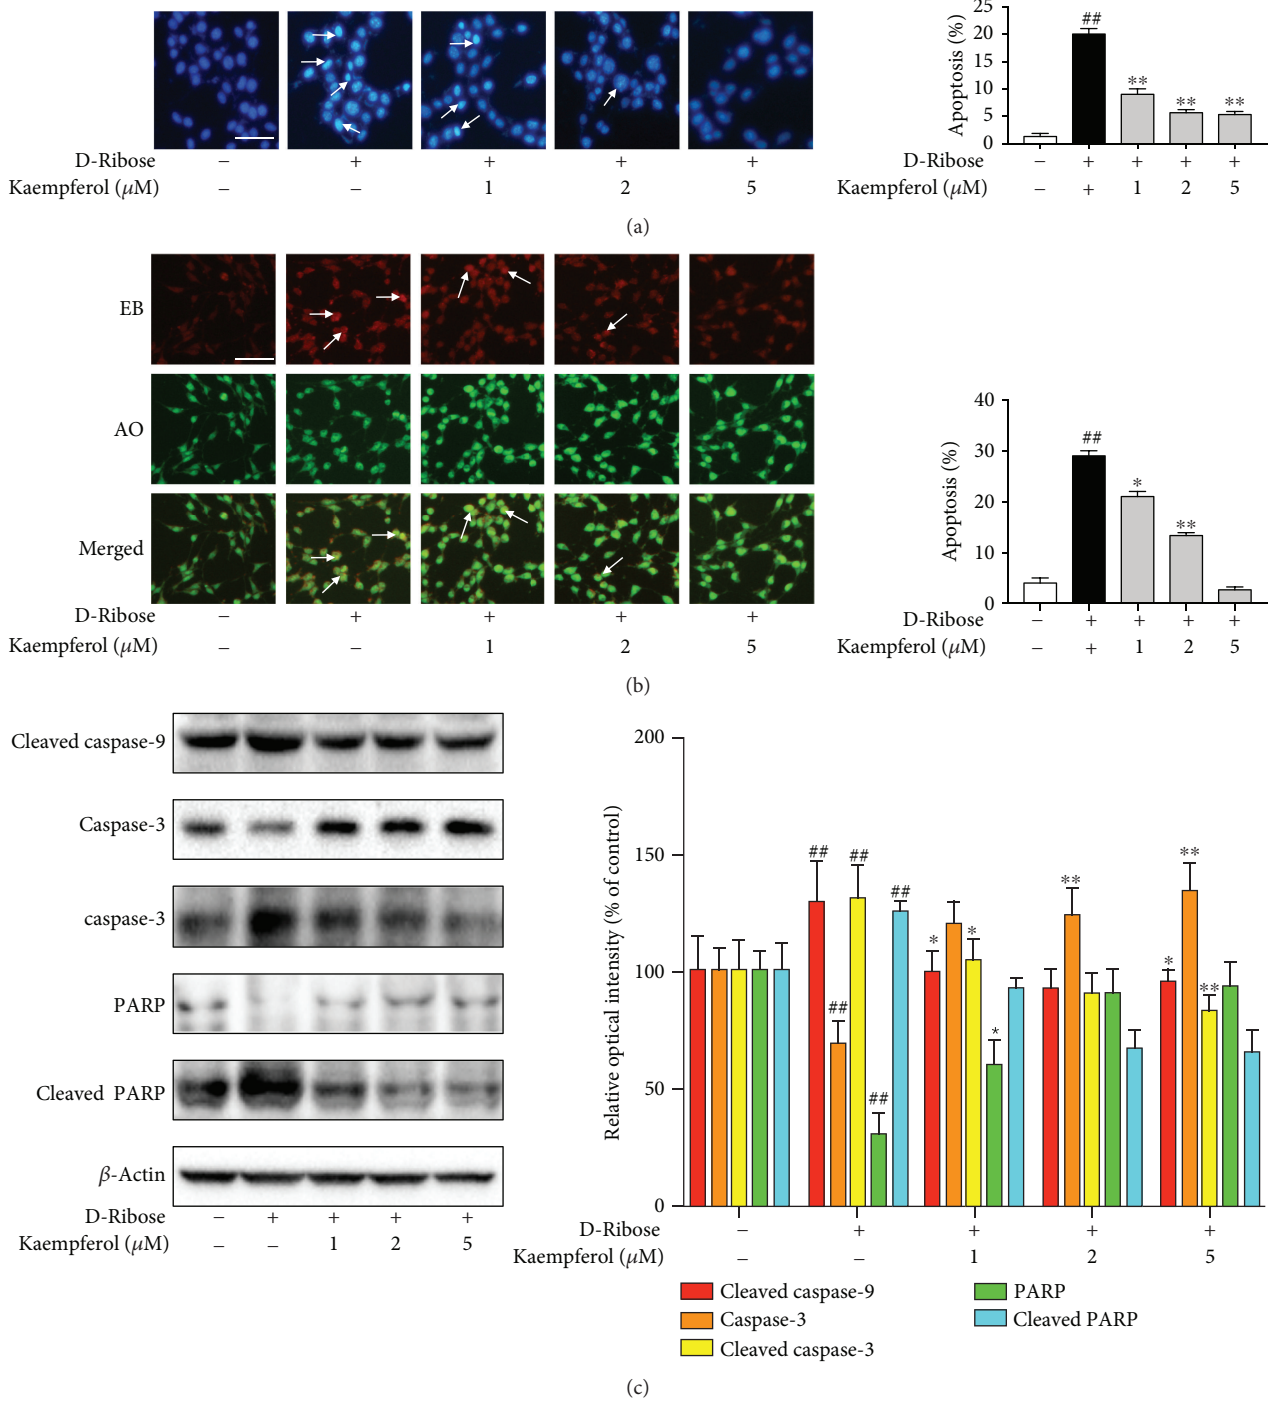 25
20
15
10
5
0
Apoptosis (%)
##
**
**
**
D-Ribose – + + + +
Kaempferol (μM) – – 1 2 5
D-Ribose – + + + +
Kaempferol (μM) – + 1 2 5
(a)
EB
AO
Merged
D-Ribose – + + + +
Kaempferol (μM) – – 1 2 5
40
30
20
10
0
Apoptosis (%)
##
*
**
D-Ribose – + + + +
Kaempferol (μM) – + 1 2 5
(b)
Cleaved caspase-9
Caspase-3
caspase-3
PARP
Cleaved PARP
β-Actin
D-Ribose – + + + +
Kaempferol (μM) – – 1 2 5
200
150
100
50
0
Relative optical intensity (% of control)
## ## ## ## ##
* * *
**
* ** **
D-Ribose – + + + +
Kaempferol (μM) – – 1 2 5
Cleaved caspase-9
Caspase-3
Cleaved caspase-3
PARP
Cleaved PARP
(c)